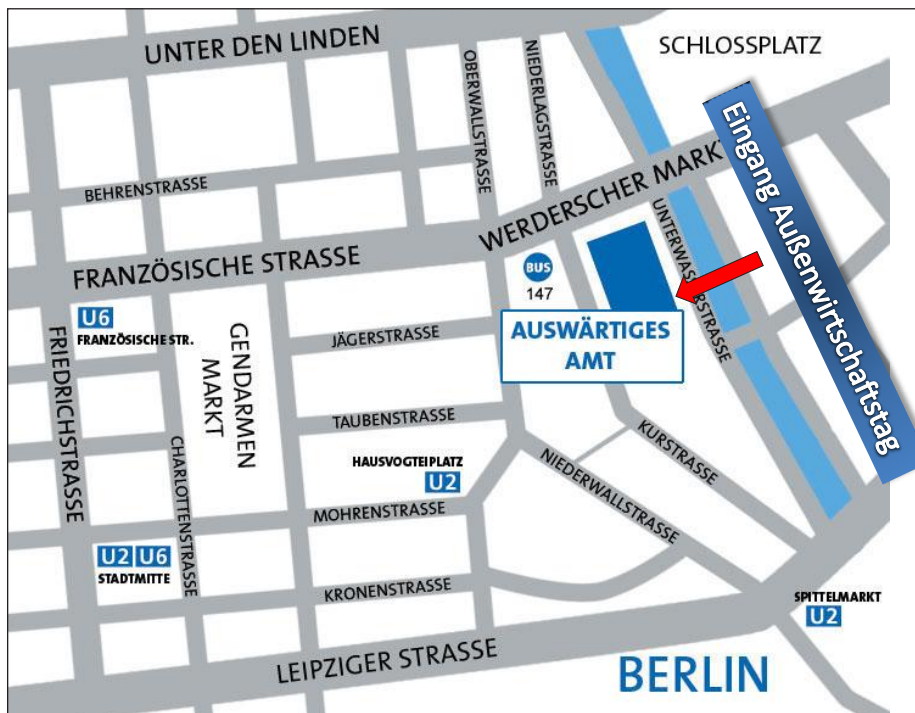 UNTER DEN LINDEN
SCHLOSSPLATZ
OBERWALLSTRASSE
NIEDERLAGSTRASSE
Eingang Außenwirtschaftstag
BEHRENSTRASSE
WERDERSCHER MARKT
FRANZÖSISCHE STRASSE
UNTERWASSERSTRASSE
BUS
147
U6
FRANZÖSISCHE STR.
FRIEDRICHSTRASSE
GENDARMEN
MARKT
JÄGERSTRASSE
AUSWÄRTIGES
AMT
TAUBENSTRASSE
CHARLOTTENSTRASSE
HAUSVOGTEIPLATZ
U2
KURSTRASSE
NIEDERWALLSTRASSE
MOHRENSTRASSE
U2 U6
STADTMITTE
KRONENSTRASSE
SPITTELMARKT
U2
LEIPZIGER STRASSE
BERLIN